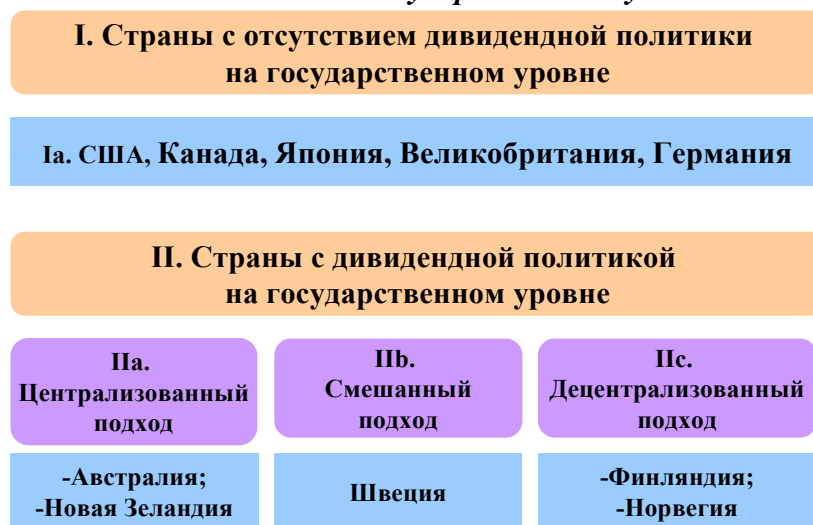 I. Страны с отсутствием дивидендной политики
на государственном уровне
Ia. США, Канада, Япония, Великобритания, Германия
II. Страны с дивидендной политикой
на государственном уровне
IIa.
Централизованный
подход
IIb.
Смешанный
подход
IIc.
Децентрализованный
подход
-Австралия;
-Новая Зеландия
Швеция
-Финляндия;
-Норвегия